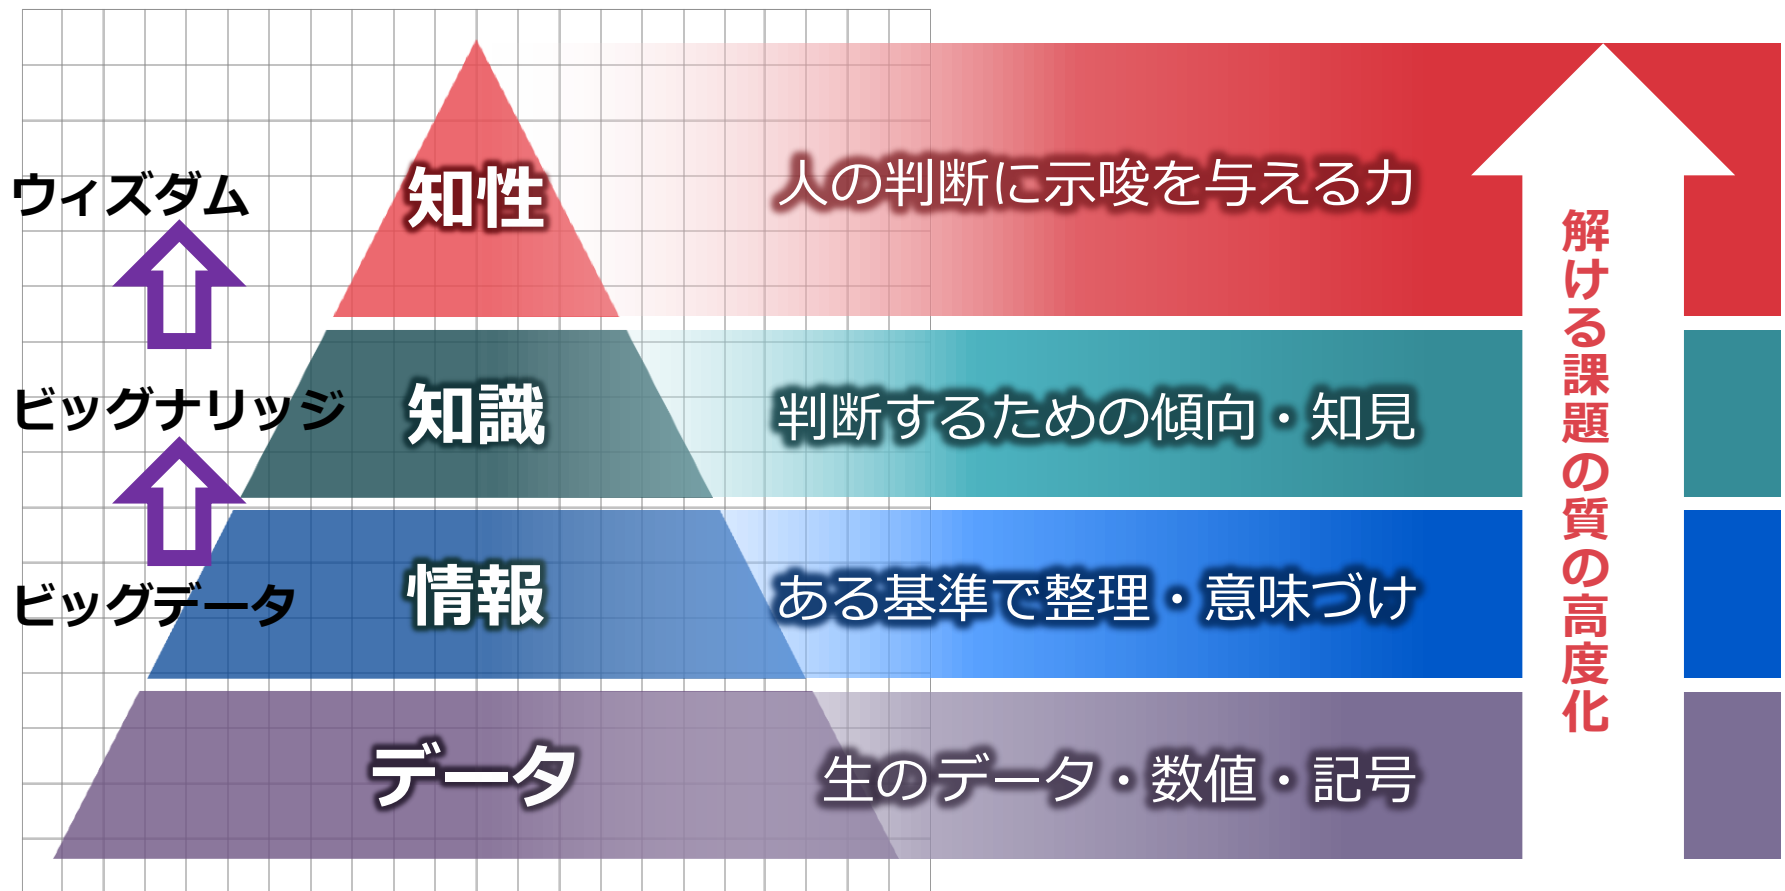 知性
人の判断に示唆を与える力
ウィズダム
知識
判断するための傾向・知見
ビッグナリッジ
情報
ある基準で整理・意味づけ
ビッグデータ
データ
生のデータ・数値・記号
解ける課題の質の高度化